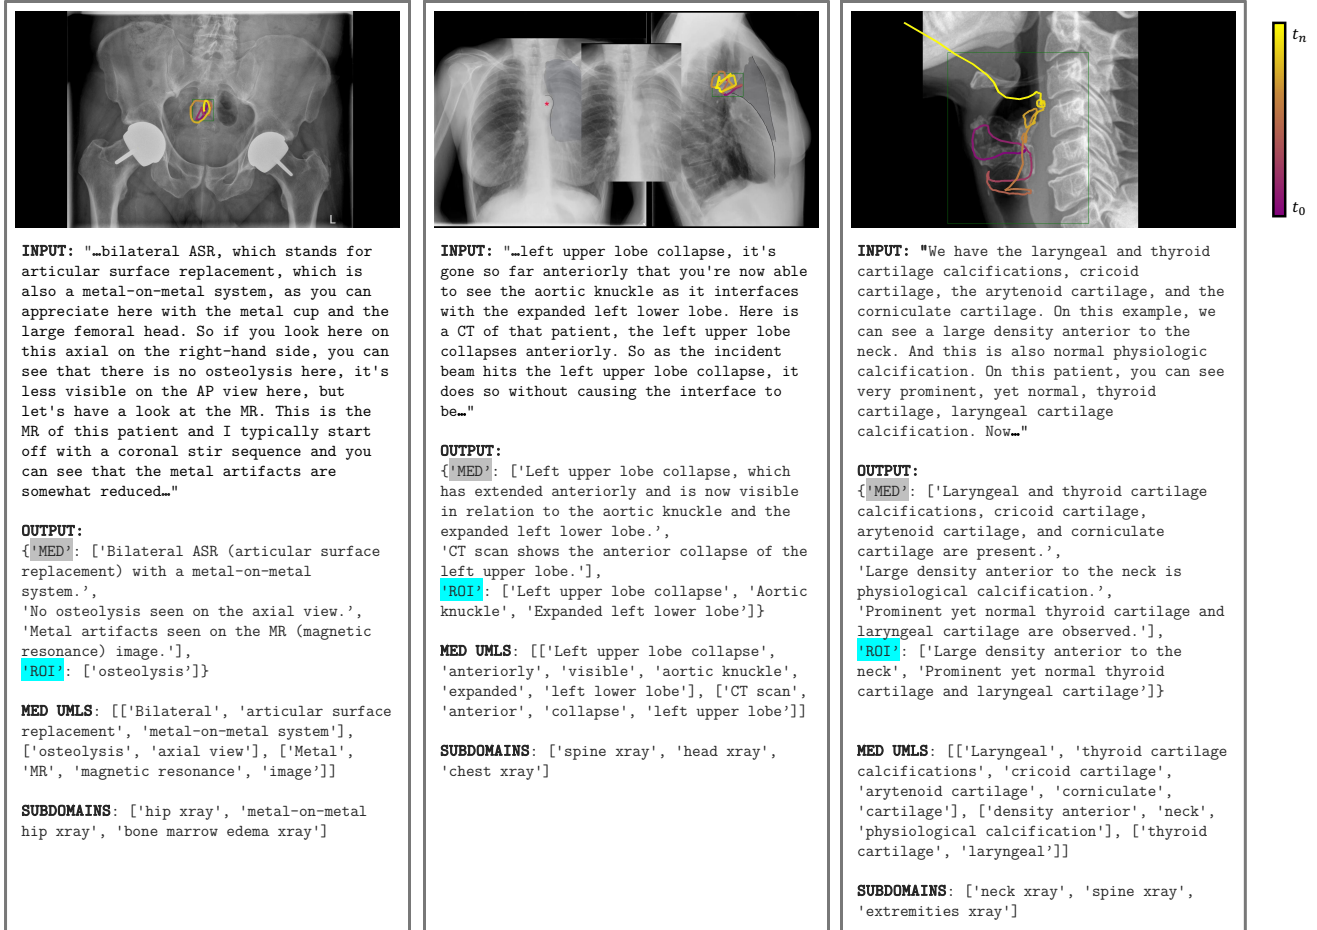 L
INPUT: "…bilateral ASR, which stands for
articular surface replacement, which is
also a metal-on-metal system, as you can
appreciate here with the metal cup and the
large femoral head. So if you look here on
this axial on the right-hand side, you can
see that there is no osteolysis here, it's
less visible on the AP view here, but
let's have a look at the MR. This is the
MR of this patient and I typically start
off with a coronal stir sequence and you
can see that the metal artifacts are
somewhat reduced…"
OUTPUT:
{'MED’: ['Bilateral ASR (articular surface
replacement) with a metal-on-metal
system.’,
'No osteolysis seen on the axial view.’,
'Metal artifacts seen on the MR (magnetic
resonance) image.'],
'ROI’: ['osteolysis’]}
MED UMLS: [['Bilateral', 'articular surface
replacement', 'metal-on-metal system'],
['osteolysis', 'axial view'], ['Metal',
'MR', 'magnetic resonance', 'image’]]
SUBDOMAINS: ['hip xray', 'metal-on-metal
hip xray', 'bone marrow edema xray']
INPUT: "…left upper lobe collapse, it's
gone so far anteriorly that you're now able
to see the aortic knuckle as it interfaces
with the expanded left lower lobe. Here is
a CT of that patient, the left upper lobe
collapses anteriorly. So as the incident
beam hits the left upper lobe collapse, it
does so without causing the interface to
be…"
OUTPUT:
{'MED’: ['Left upper lobe collapse, which
has extended anteriorly and is now visible
in relation to the aortic knuckle and the
expanded left lower lobe.’,
'CT scan shows the anterior collapse of the
left upper lobe.'],
'ROI’: ['Left upper lobe collapse', 'Aortic
knuckle', 'Expanded left lower lobe’]}
MED UMLS: [['Left upper lobe collapse',
'anteriorly', 'visible', 'aortic knuckle',
'expanded', 'left lower lobe'], ['CT scan',
'anterior', 'collapse', 'left upper lobe’]]
SUBDOMAINS: ['spine xray', 'head xray',
'chest xray']
INPUT: "We have the laryngeal and thyroid
cartilage calcifications, cricoid
cartilage, the arytenoid cartilage, and the
corniculate cartilage. On this example, we
can see a large density anterior to the
neck. And this is also normal physiologic
calcification. On this patient, you can see
very prominent, yet normal, thyroid
cartilage, laryngeal cartilage
calcification. Now…"
OUTPUT:
{'MED’: ['Laryngeal and thyroid cartilage
calcifications, cricoid cartilage,
arytenoid cartilage, and corniculate
cartilage are present.’,
'Large density anterior to the neck is
physiological calcification.’,
'Prominent yet normal thyroid cartilage and
laryngeal cartilage are observed.'],
'ROI’: ['Large density anterior to the
neck’, 'Prominent yet normal thyroid
cartilage and laryngeal cartilage’]}
MED UMLS: [['Laryngeal', 'thyroid cartilage
calcifications', 'cricoid cartilage',
'arytenoid cartilage', 'corniculate',
'cartilage'], ['density anterior', 'neck',
'physiological calcification'], ['thyroid
cartilage', 'laryngeal’]]
SUBDOMAINS: ['neck xray', 'spine xray',
'extremities xray']
tn
t0